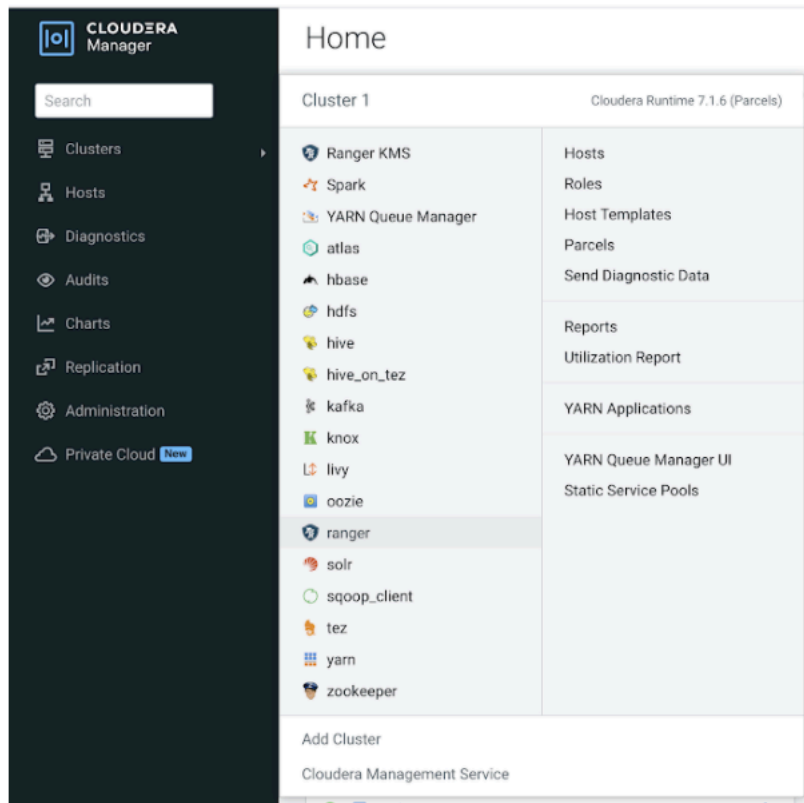 CLOUDERA
Manager
Search
Clusters
Hosts
Diagnostics
Audits
Charts
Replication
Administration
Private Cloud New
Home
Cluster 1
Cloudera Runtime 7.1.6 (Parcels)
Ranger KMS
Spark
YARN Queue Manager
atlas
hbase
hdfs
hive
hive_on_tez
kafka
knox
livy
oozie
ranger
solr
sqoop_client
tez
yarn
zookeeper
Hosts
Roles
Host Templates
Parcels
Send Diagnostic Data
Reports
Utilization Report
YARN Applications
YARN Queue Manager UI
Static Service Pools
Add Cluster
Cloudera Management Service